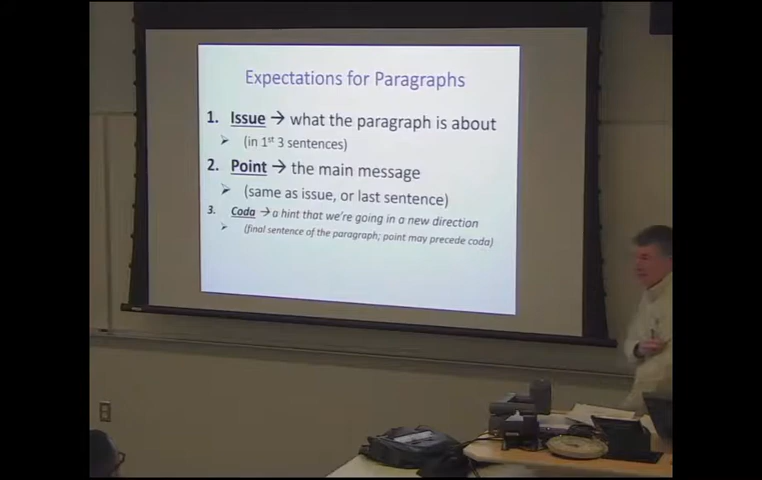 Expectations for Paragraphs
1. Issue → what the paragraph is about
➢ (in 1st 3 sentences)
2. Point → the main message
➢ (same as issue, or last sentence)
3. Coda → a hint that we're going in a new direction
➢ (final sentence of the paragraph; point may precede coda)